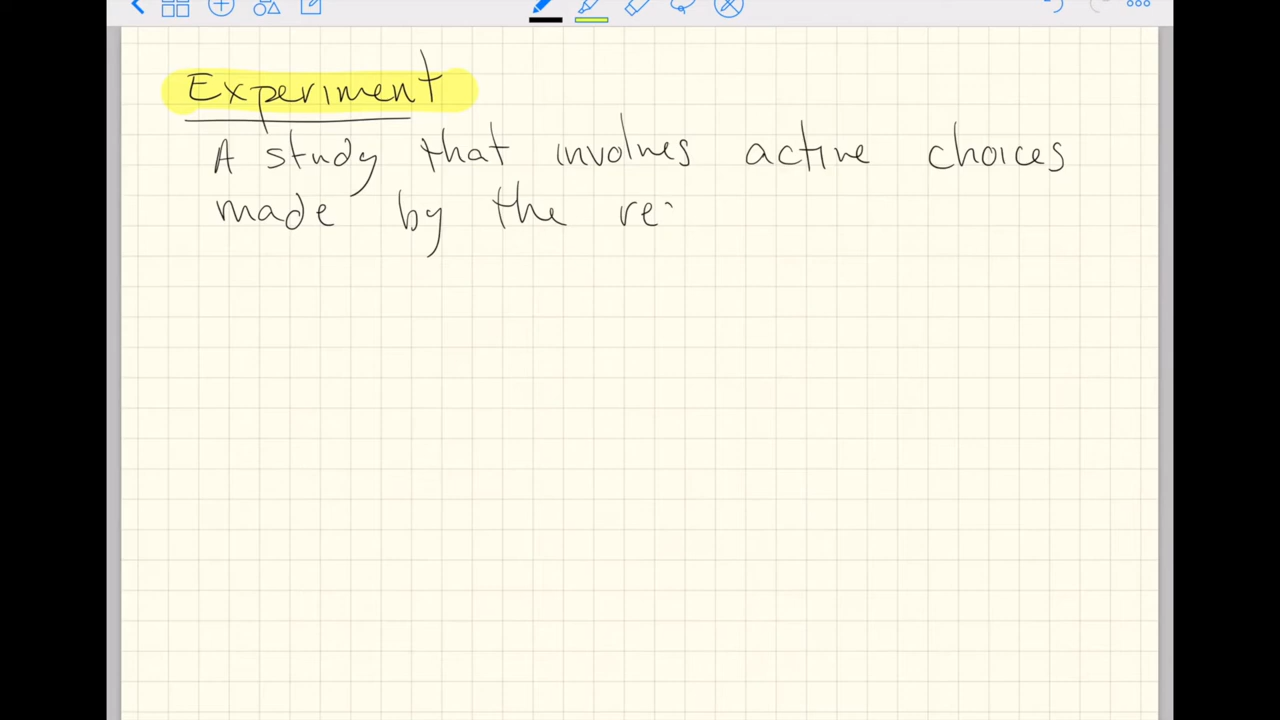 Experiment
A study that involves active choices
made by the re